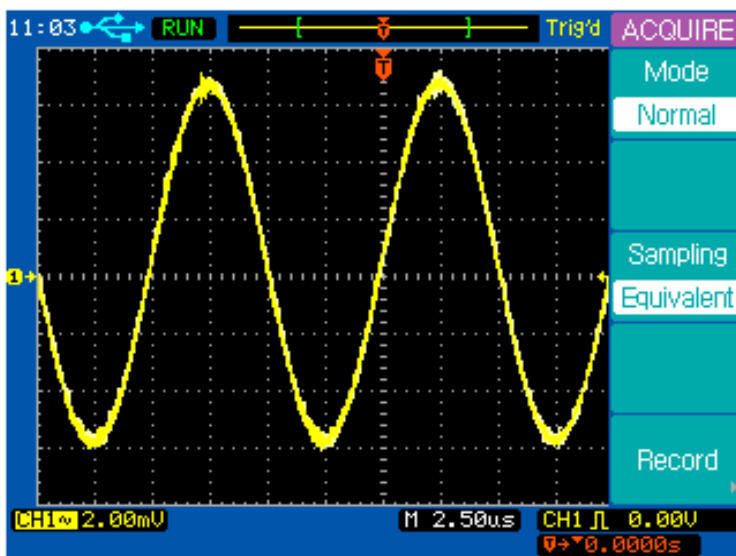 11:03 RUN T Trig'd ACQUIRE
T
Mode
Normal
1
Sampling
Equivalent
Record
CH1~ 2.00mV M 2.50us CH1 0.00V
T→▼0.0000s